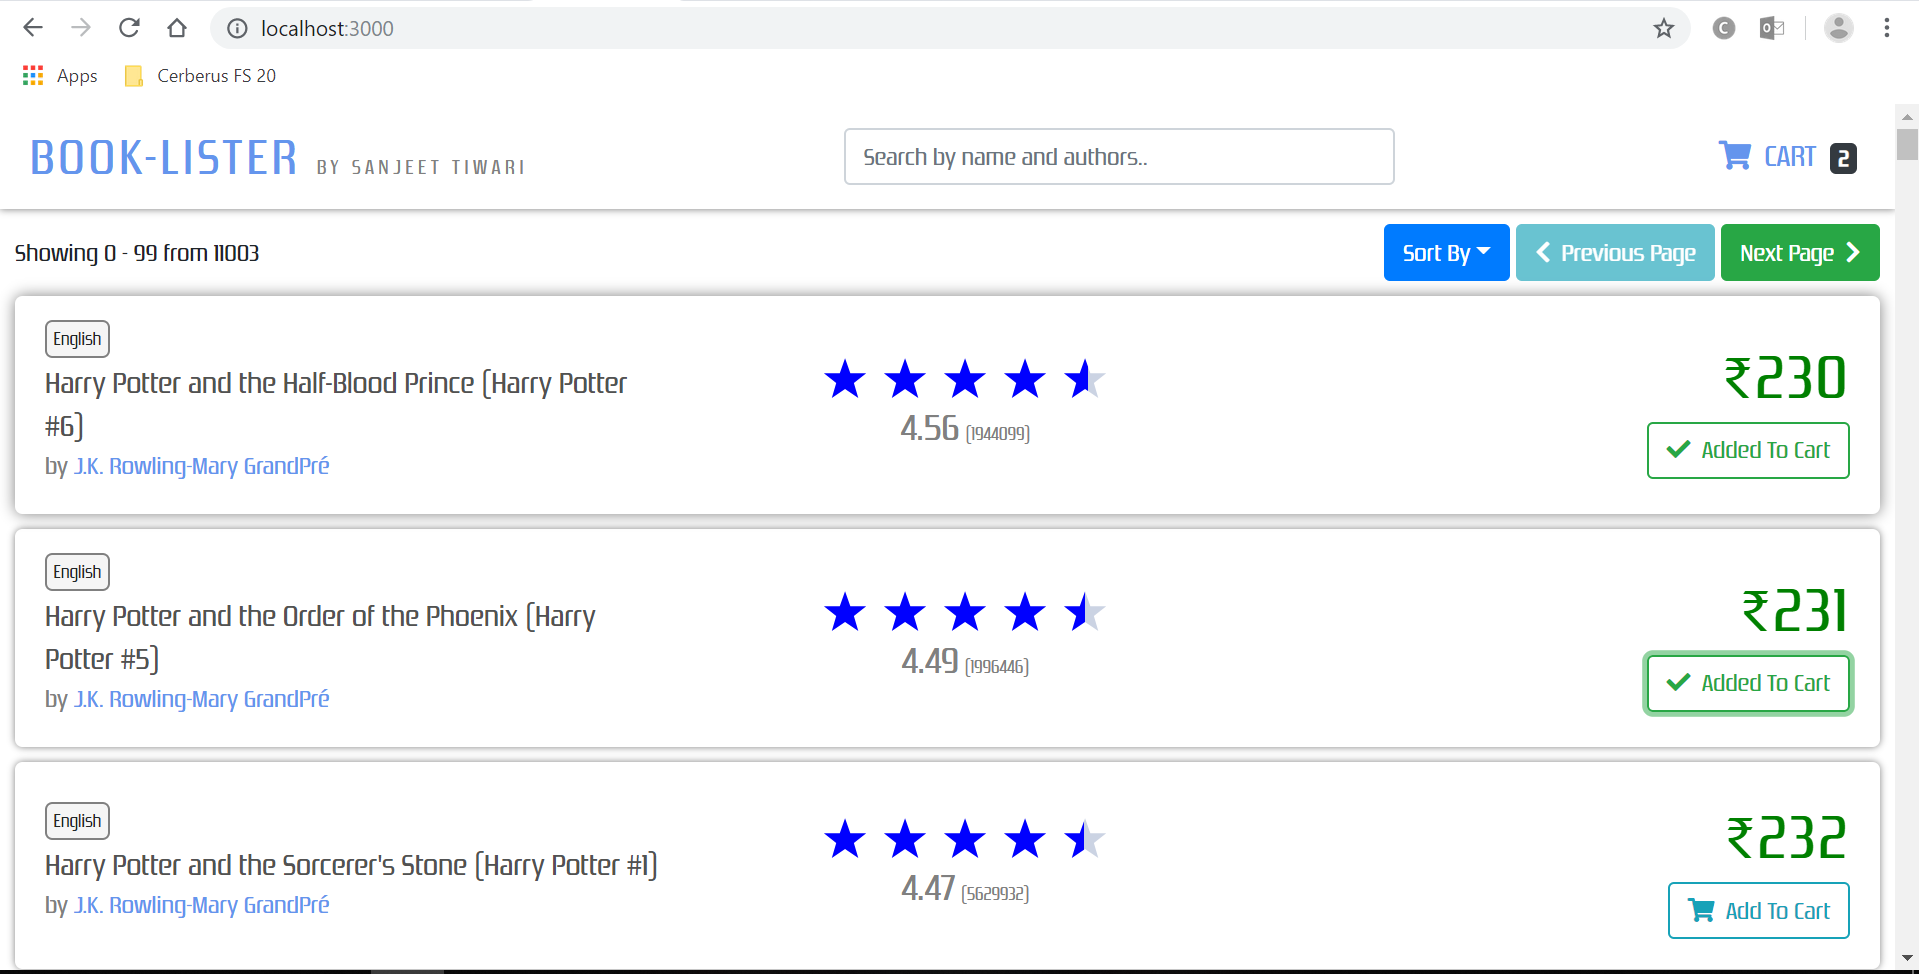 localhost:3000
Apps
Cerberus FS 20
BOOK-LISTER BY SANJEET TIWARI
Search by name and authors..
CART 2
Showing 0 - 99 from 11003
Sort By
Previous Page
Next Page
English
Harry Potter and the Half-Blood Prince (Harry Potter
#6)
by J.K. Rowling-Mary GrandPré
4.56 (1944099)
₹230
Added To Cart
English
Harry Potter and the Order of the Phoenix (Harry
Potter #5)
by J.K. Rowling-Mary GrandPré
4.49 (1996446)
₹231
Added To Cart
English
Harry Potter and the Sorcerer's Stone (Harry Potter #1)
by J.K. Rowling-Mary GrandPré
4.47 (5629932)
₹232
Add To Cart